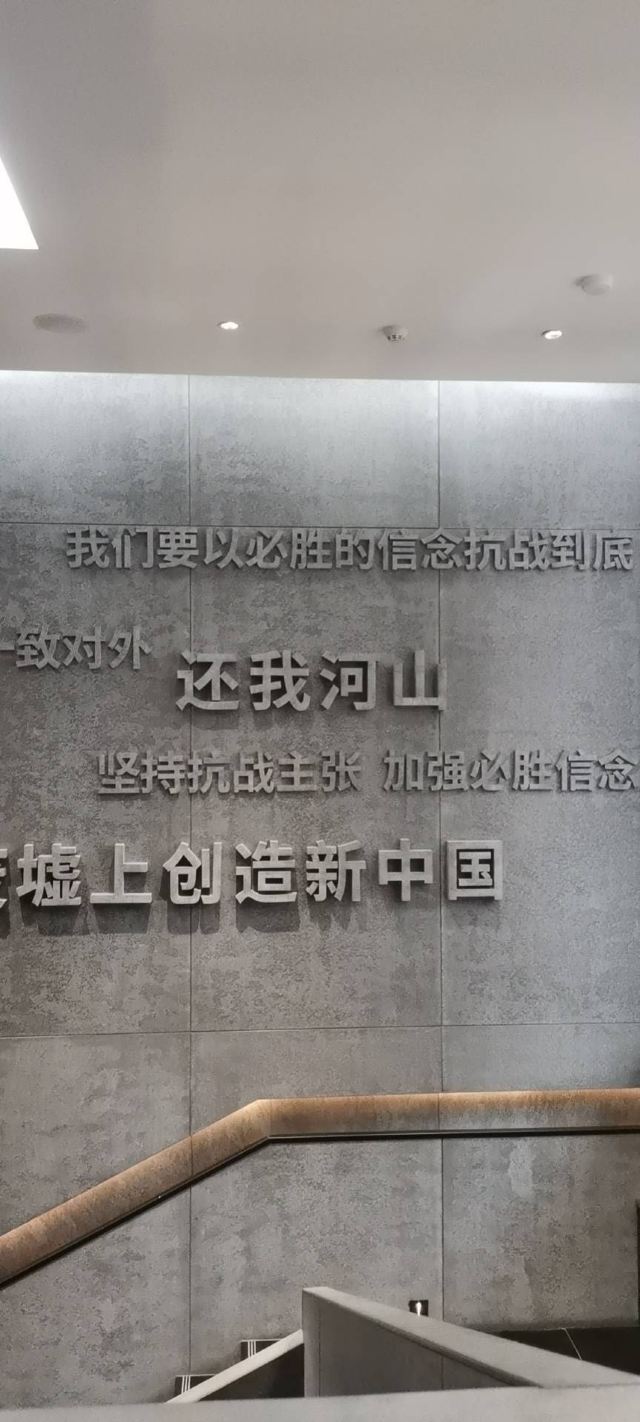 我们要以必胜的信念抗战到底
一致对外
还我河山
坚持抗战主张 加强必胜信念
墟上创造新中国